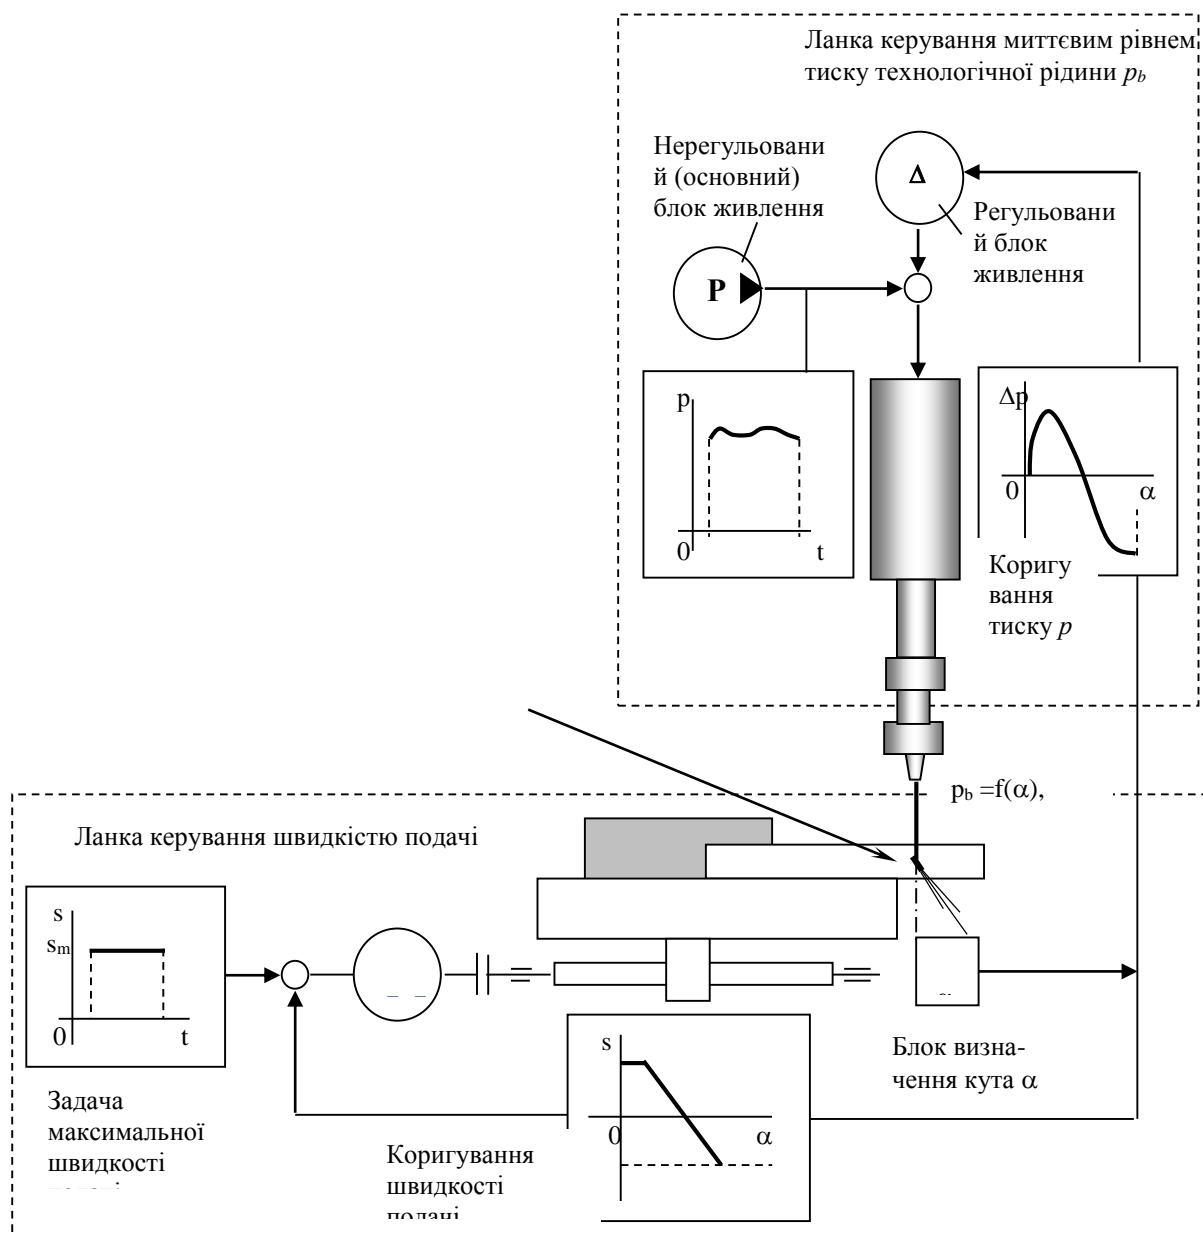 Ланка керування миттєвим рівнем
тиску технологічної рідини pb
Нерегульовани
й (основний)
блок живлення
Δ
Регульовани
й блок
живлення
P
p
0
t
Δp
0
α
Коригу
вання
тиску p
pb =f(α),
Ланка керування швидкістю подачі
s
sm
0
t
Задача
максимальної
швидкості
s
0
α
Коригування
швидкості
подачі
Блок визна-
чення кута α